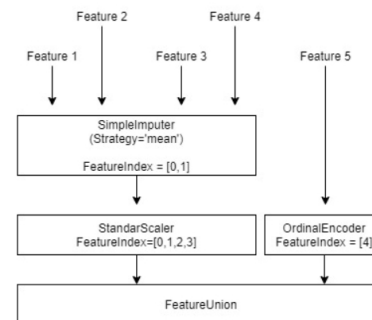 Feature 2
Feature 4
Feature 1
Feature 3
Feature 5
SimpleImputer
(Strategy='mean')
FeatureIndex = [0,1]
StandarScaler
FeatureIndex=[0,1,2,3]
OrdinalEncoder
FeatureIndex = [4]
FeatureUnion